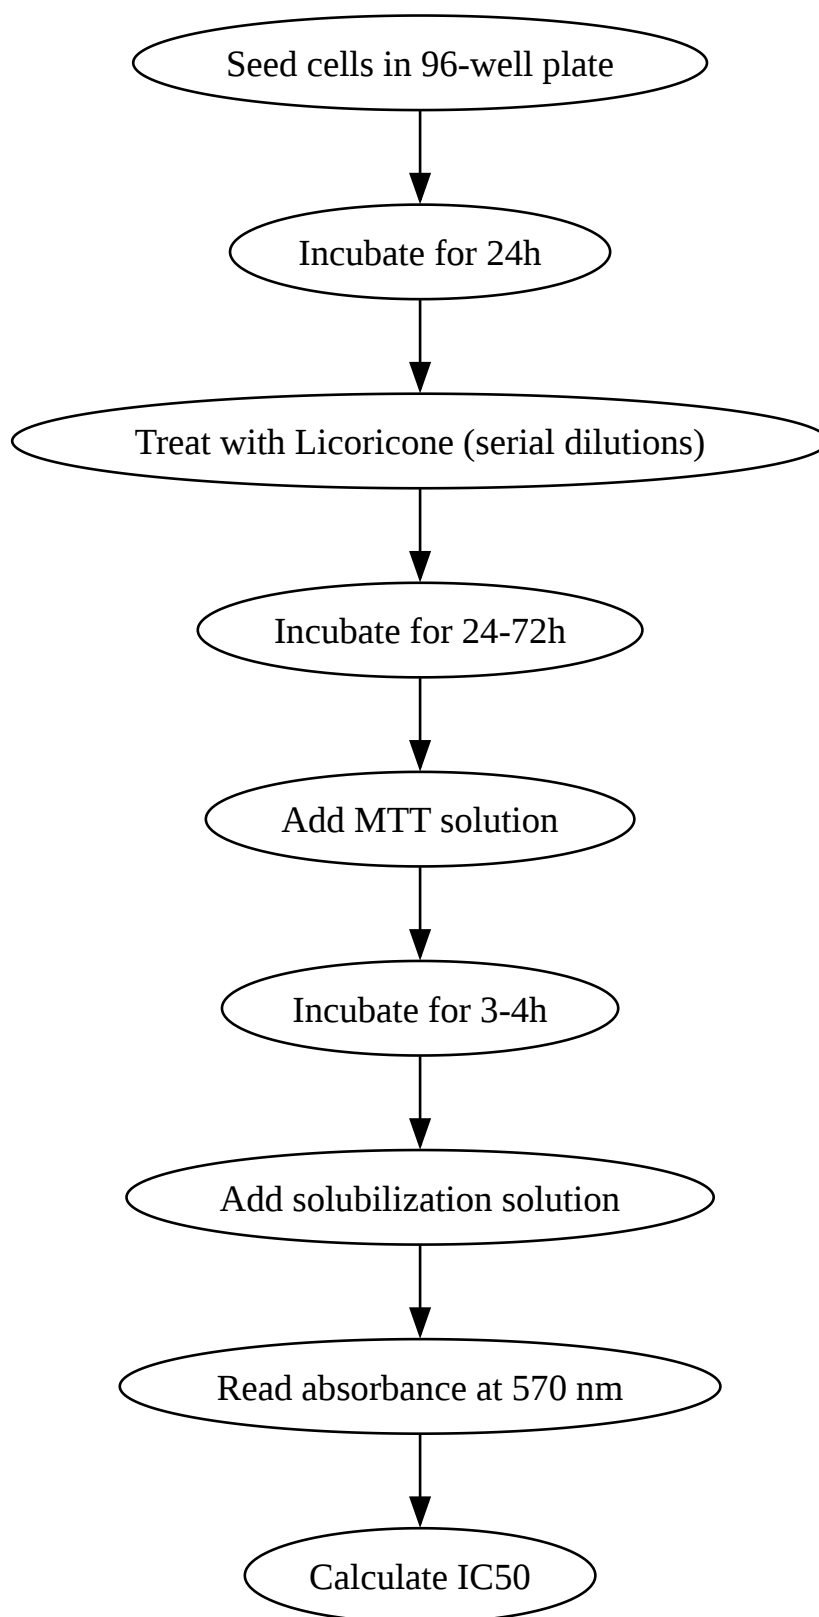 Seed cells in 96-well plate
Incubate for 24h
Treat with Licoricone (serial dilutions)
Incubate for 24-72h
Add MTT solution
Incubate for 3-4h
Add solubilization solution
Read absorbance at 570 nm
Calculate IC50